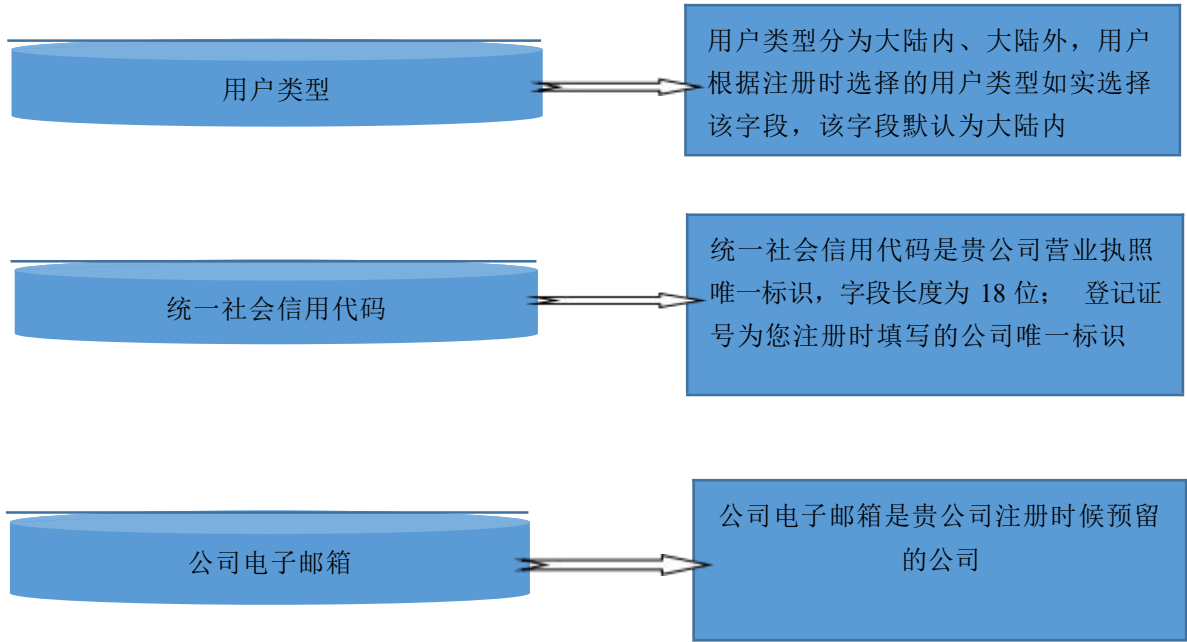 用户类型
用户类型分为大陆内、大陆外，用户
根据注册时选择的用户类型如实选择
该字段，该字段默认为大陆内
统一社会信用代码
统一社会信用代码是贵公司营业执照
唯一标识，字段长度为 18 位； 登记证
号为您注册时填写的公司唯一标识
公司电子邮箱
公司电子邮箱是贵公司注册时候预留
的公司